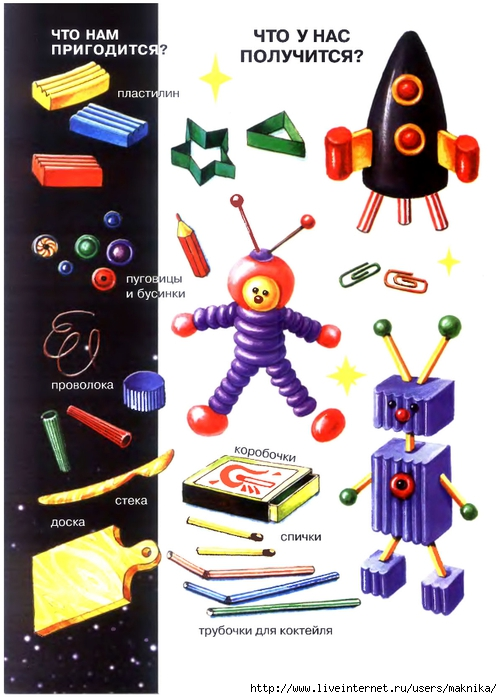 ЧТО НАМ
ПРИГОДИТСЯ?
ЧТО У НАС
ПОЛУЧИТСЯ?
пластилин
пуговицы
и бусинки
проволока
коробочки
стека
доска
спички
трубочки для коктейля
http://www.liveinternet.ru/users/maknika/